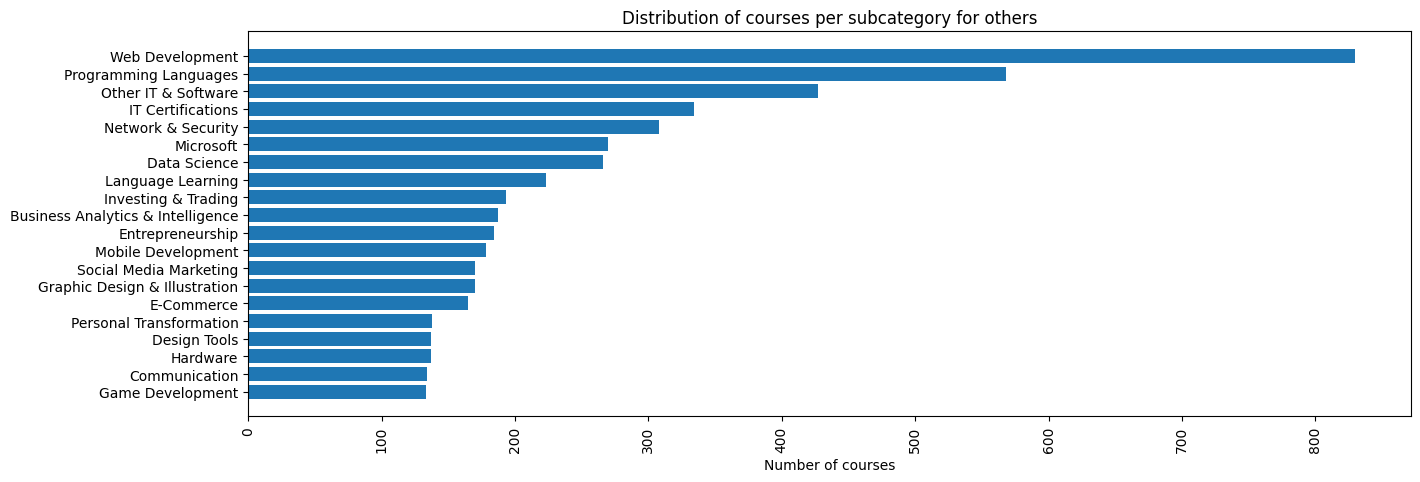 Distribution of courses per subcategory for others
Web Development
Programming Languages
Other IT & Software
IT Certifications
Network & Security
Microsoft
Data Science
Language Learning
Investing & Trading
Business Analytics & Intelligence
Entrepreneurship
Mobile Development
Social Media Marketing
Graphic Design & Illustration
E-Commerce
Personal Transformation
Design Tools
Hardware
Communication
Game Development
0
100
200
300
400
500
600
700
800
Number of courses